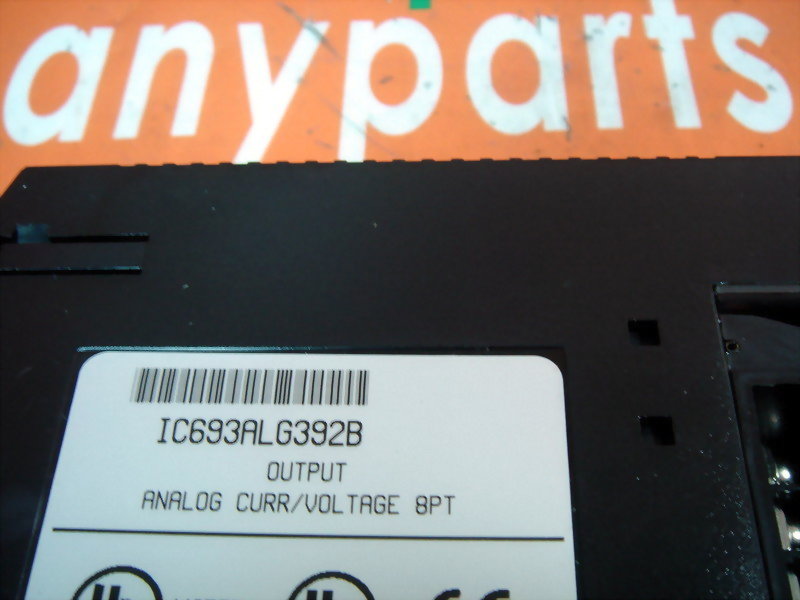 anyparts
IC693ALG392B
OUTPUT
ANALOG CURR/VOLTAGE 8PT